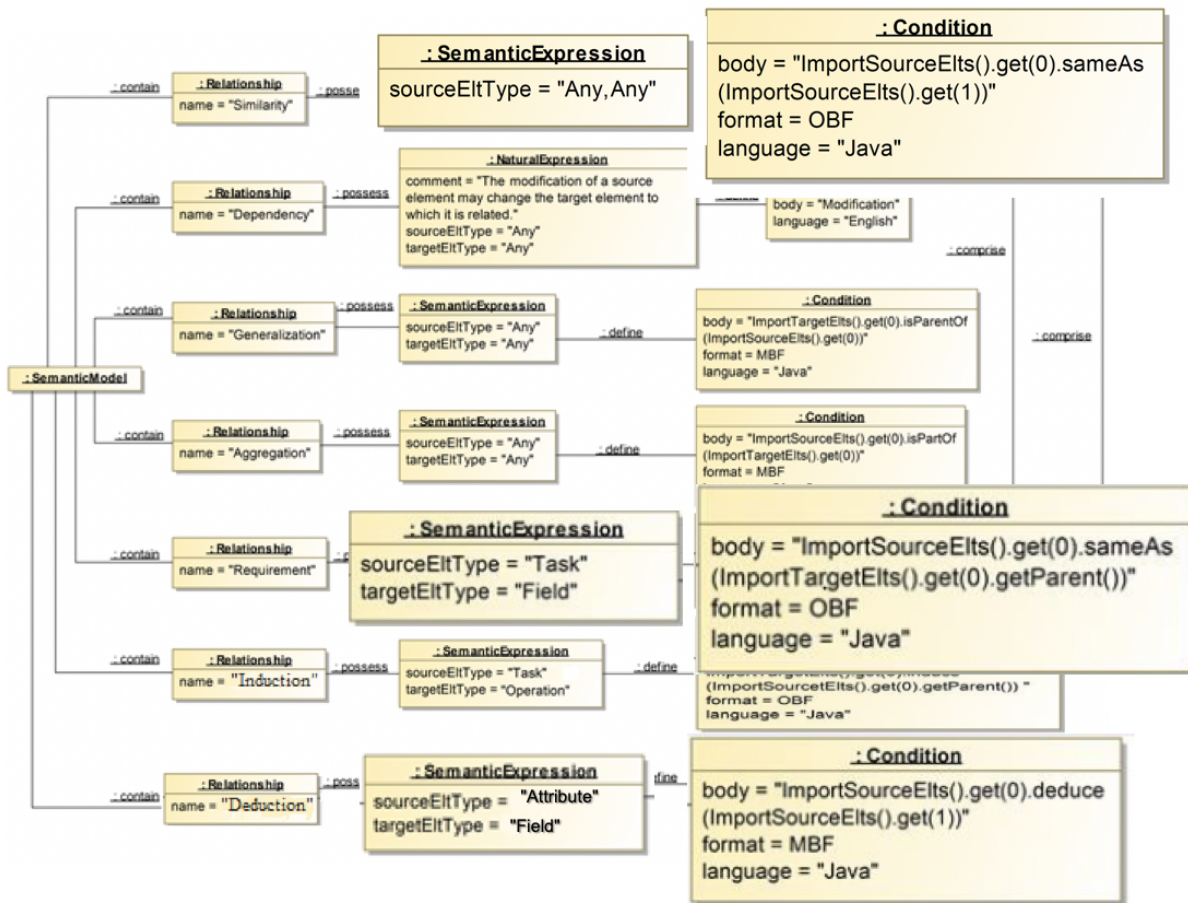 : SemanticExpression
sourceEltType = "Any,Any"
: Condition
body = "ImportSourceElts().get(0).sameAs
(ImportSourceElts().get(1))"
format = OBF
language = "Java"
: contain
: Relationship
name = "Similarity"
: posse
: contain
: Relationship
name = "Dependency"
: possess
: NaturalExpression
comment = "The modification of a source
element may change the target element to
which it is related."
sourceEltType = "Any"
targetEltType = "Any"
body = "Modification"
language = "English"
: comprise
: contain
: Relationship
name = "Generalization"
: possess
: SemanticExpression
sourceEltType = "Any"
targetEltType = "Any"
: define
: Condition
body = "ImportTargetElts().get(0).isParentOf
(ImportSourceElts().get(0))"
format = MBF
language = "Java"
: comprise
: SemanticModel
: contain
: Relationship
name = "Aggregation"
: possess
: SemanticExpression
sourceEltType = "Any"
targetEltType = "Any"
: define
: Condition
body = "ImportSourceElts().get(0).isPartOf
(ImportTargetElts().get(0))"
format = MBF
: contain
: Relationship
name = "Requirement"
: SemanticExpression
sourceEltType = "Task"
targetEltType = "Field"
: Condition
body = "ImportSourceElts().get(0).sameAs
(ImportTargetElts().get(0).getParent())"
format = OBF
language = "Java"
: contain
: Relationship
name = "Induction"
: possess
: SemanticExpression
sourceEltType = "Task"
targetEltType = "Operation"
: define
(ImportSourcetElts().get(0).getParent()) "
format = OBF
language = "Java"
: contain
: Relationship
name = "Deduction"
: poss
: SemanticExpression
sourceEltType = "Attribute"
targetEltType = "Field"
fine
: Condition
body = "ImportSourceElts().get(0).deduce
(ImportSourceElts().get(1))"
format = MBF
language = "Java"